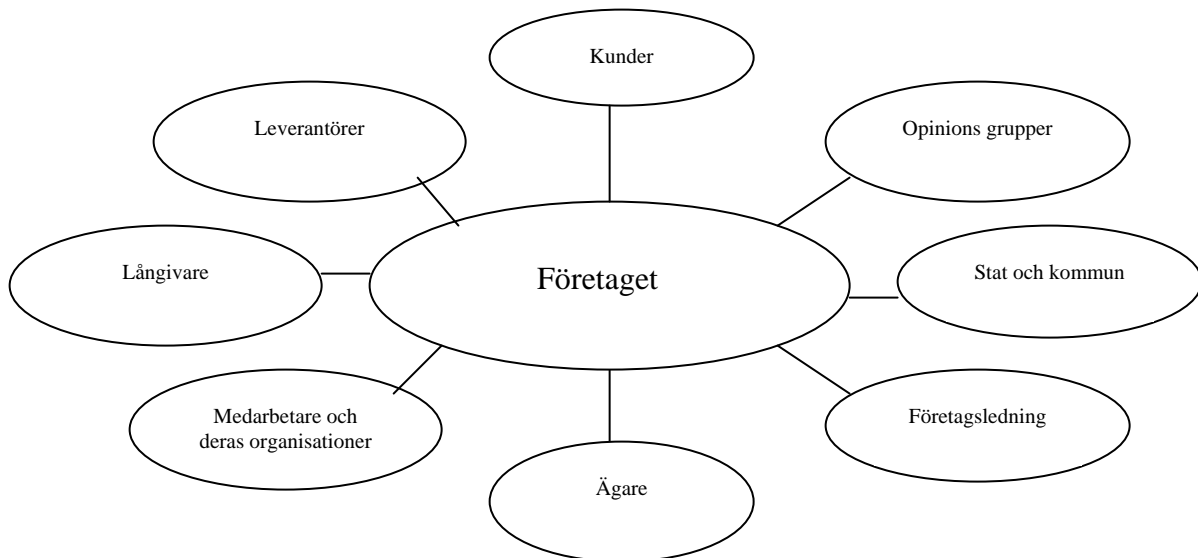 Kunder
Leverantörer
Opinions grupper
Långivare
Företaget
Stat och kommun
Medarbetare och
deras organisationer
Företagsledning
Ägare